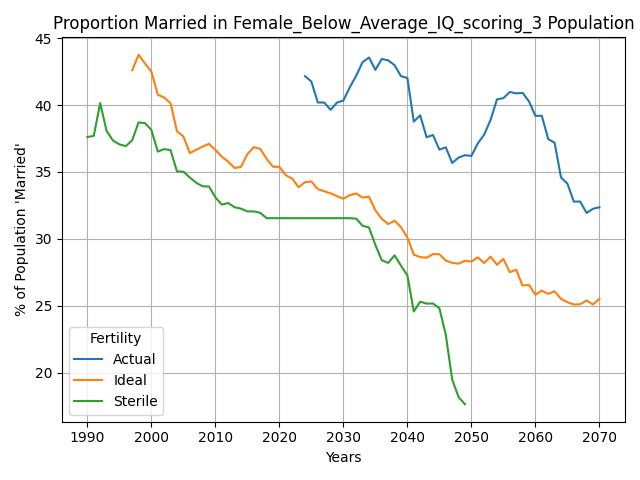 Proportion Married in Female_Below_Average_IQ_scoring_3 Population
% of Population 'Married'
45
40
35
30
25
20
Fertility
Actual
Ideal
Sterile
1990 2000 2010 2020 2030 2040 2050 2060 2070
Years